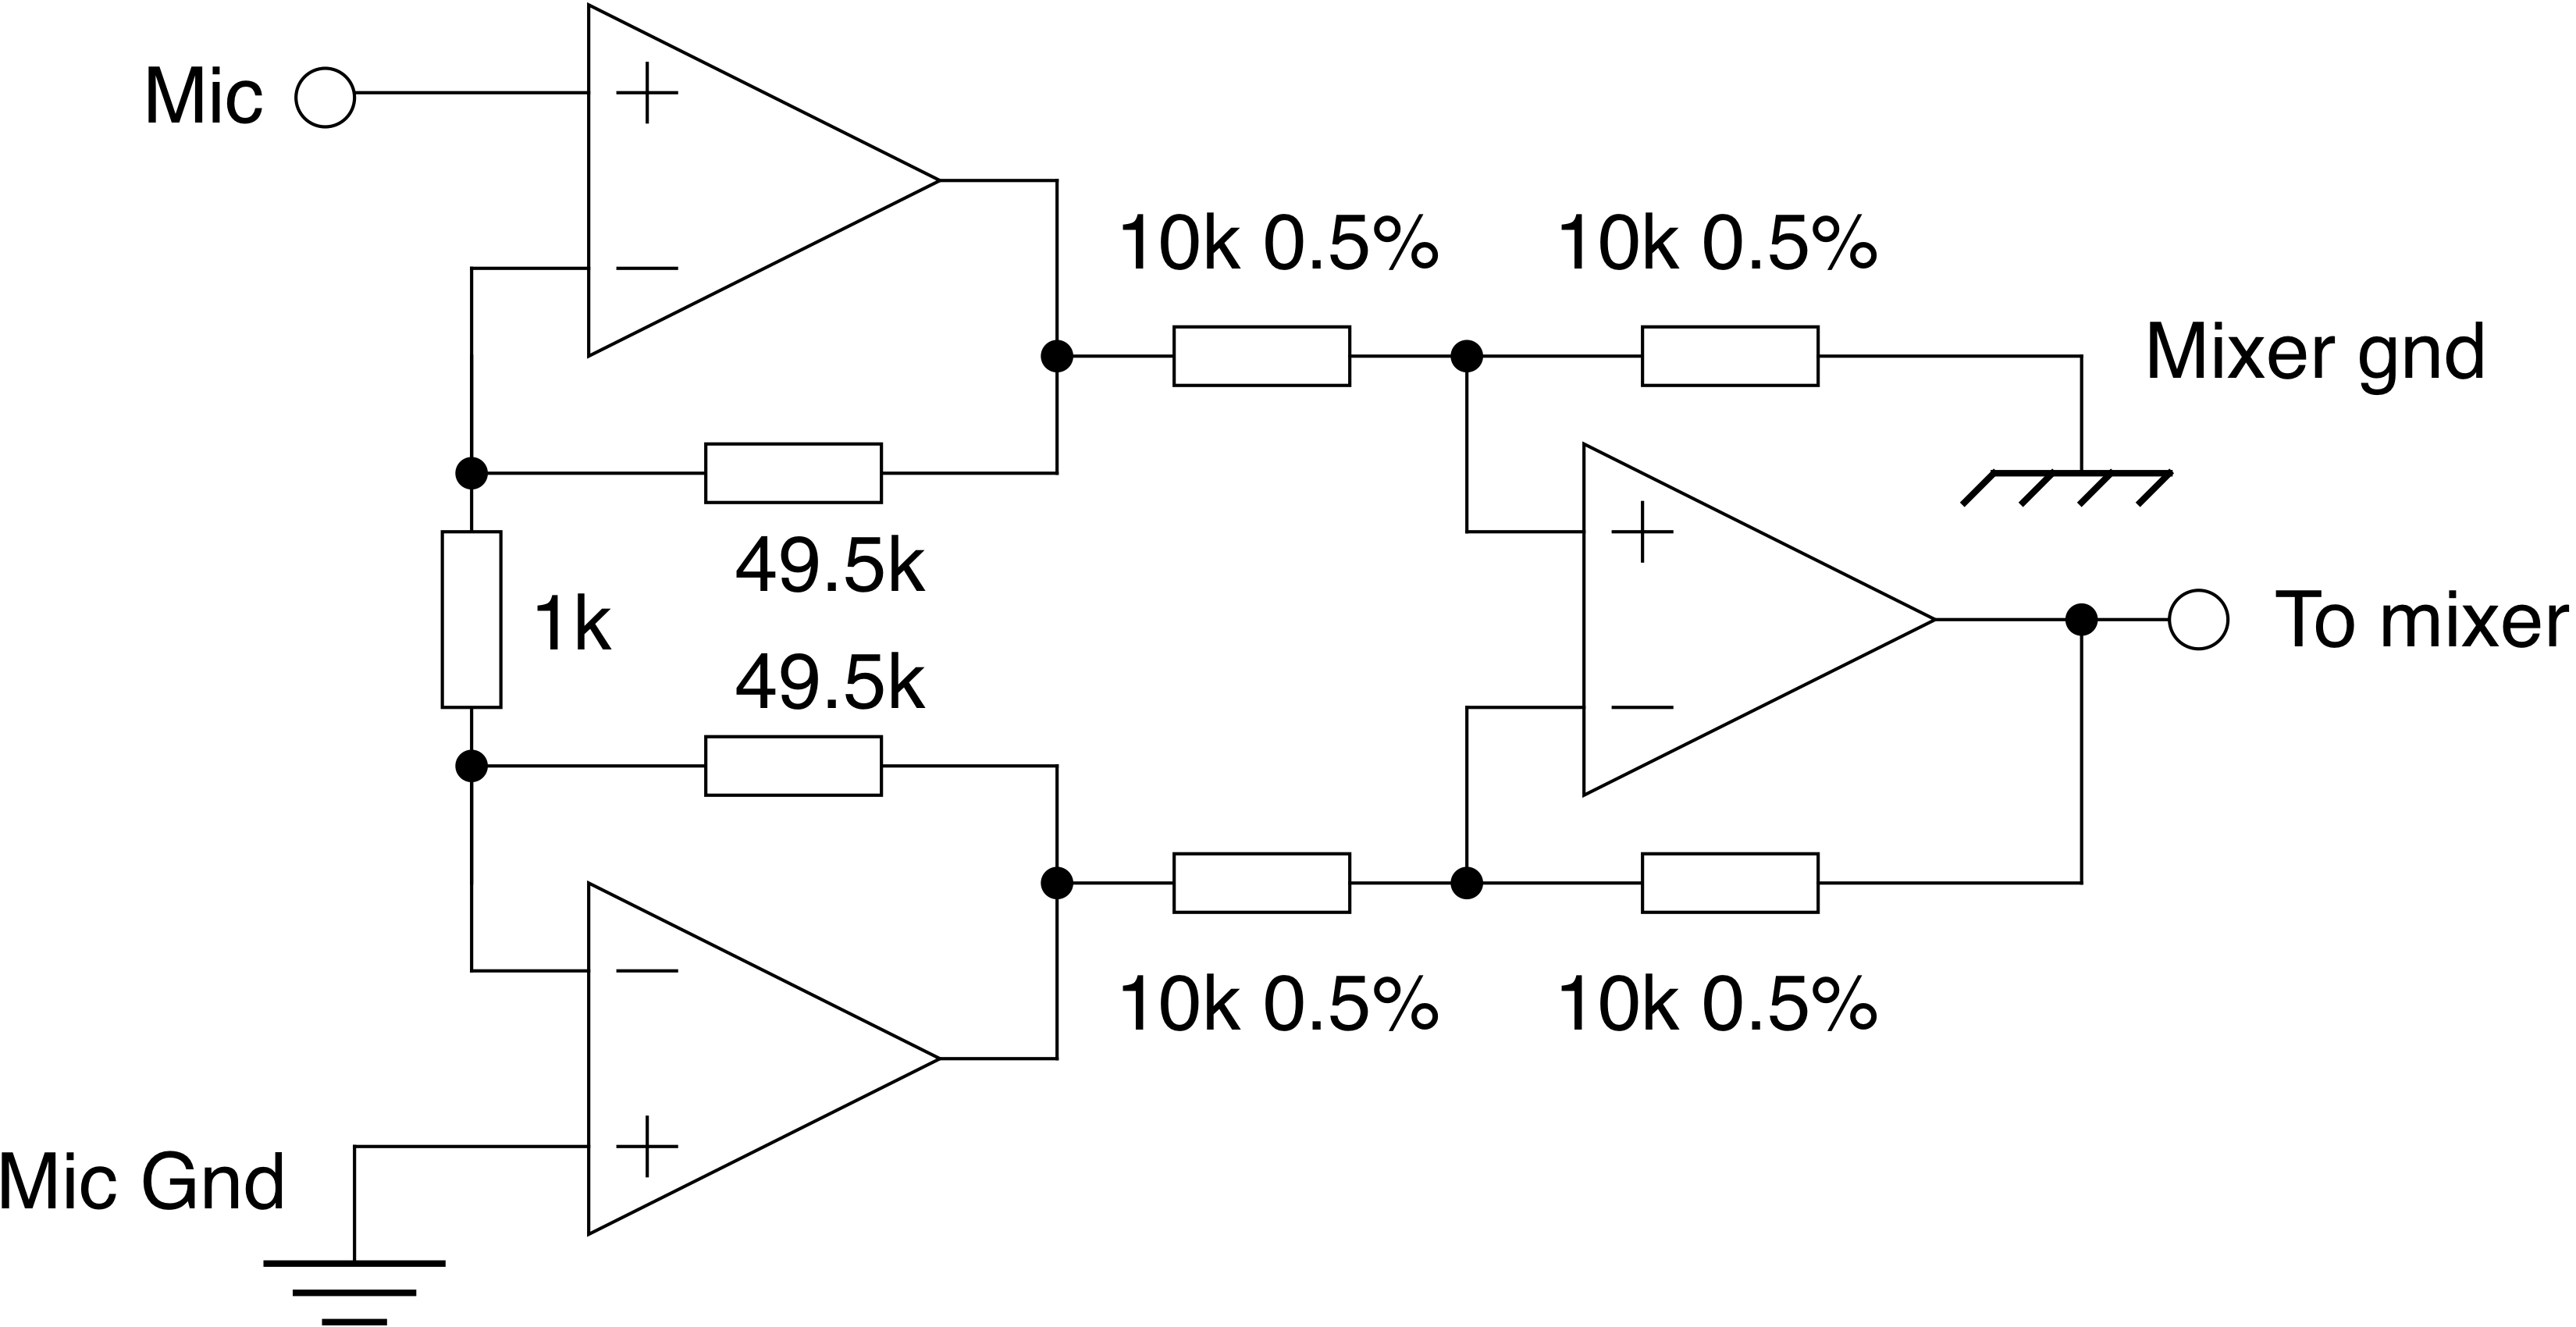 Mic
+
—
10k 0.5%
10k 0.5%
Mixer gnd
49.5k
+
1k
To mixer
49.5k
—
—
10k 0.5%
10k 0.5%
+
Mic Gnd